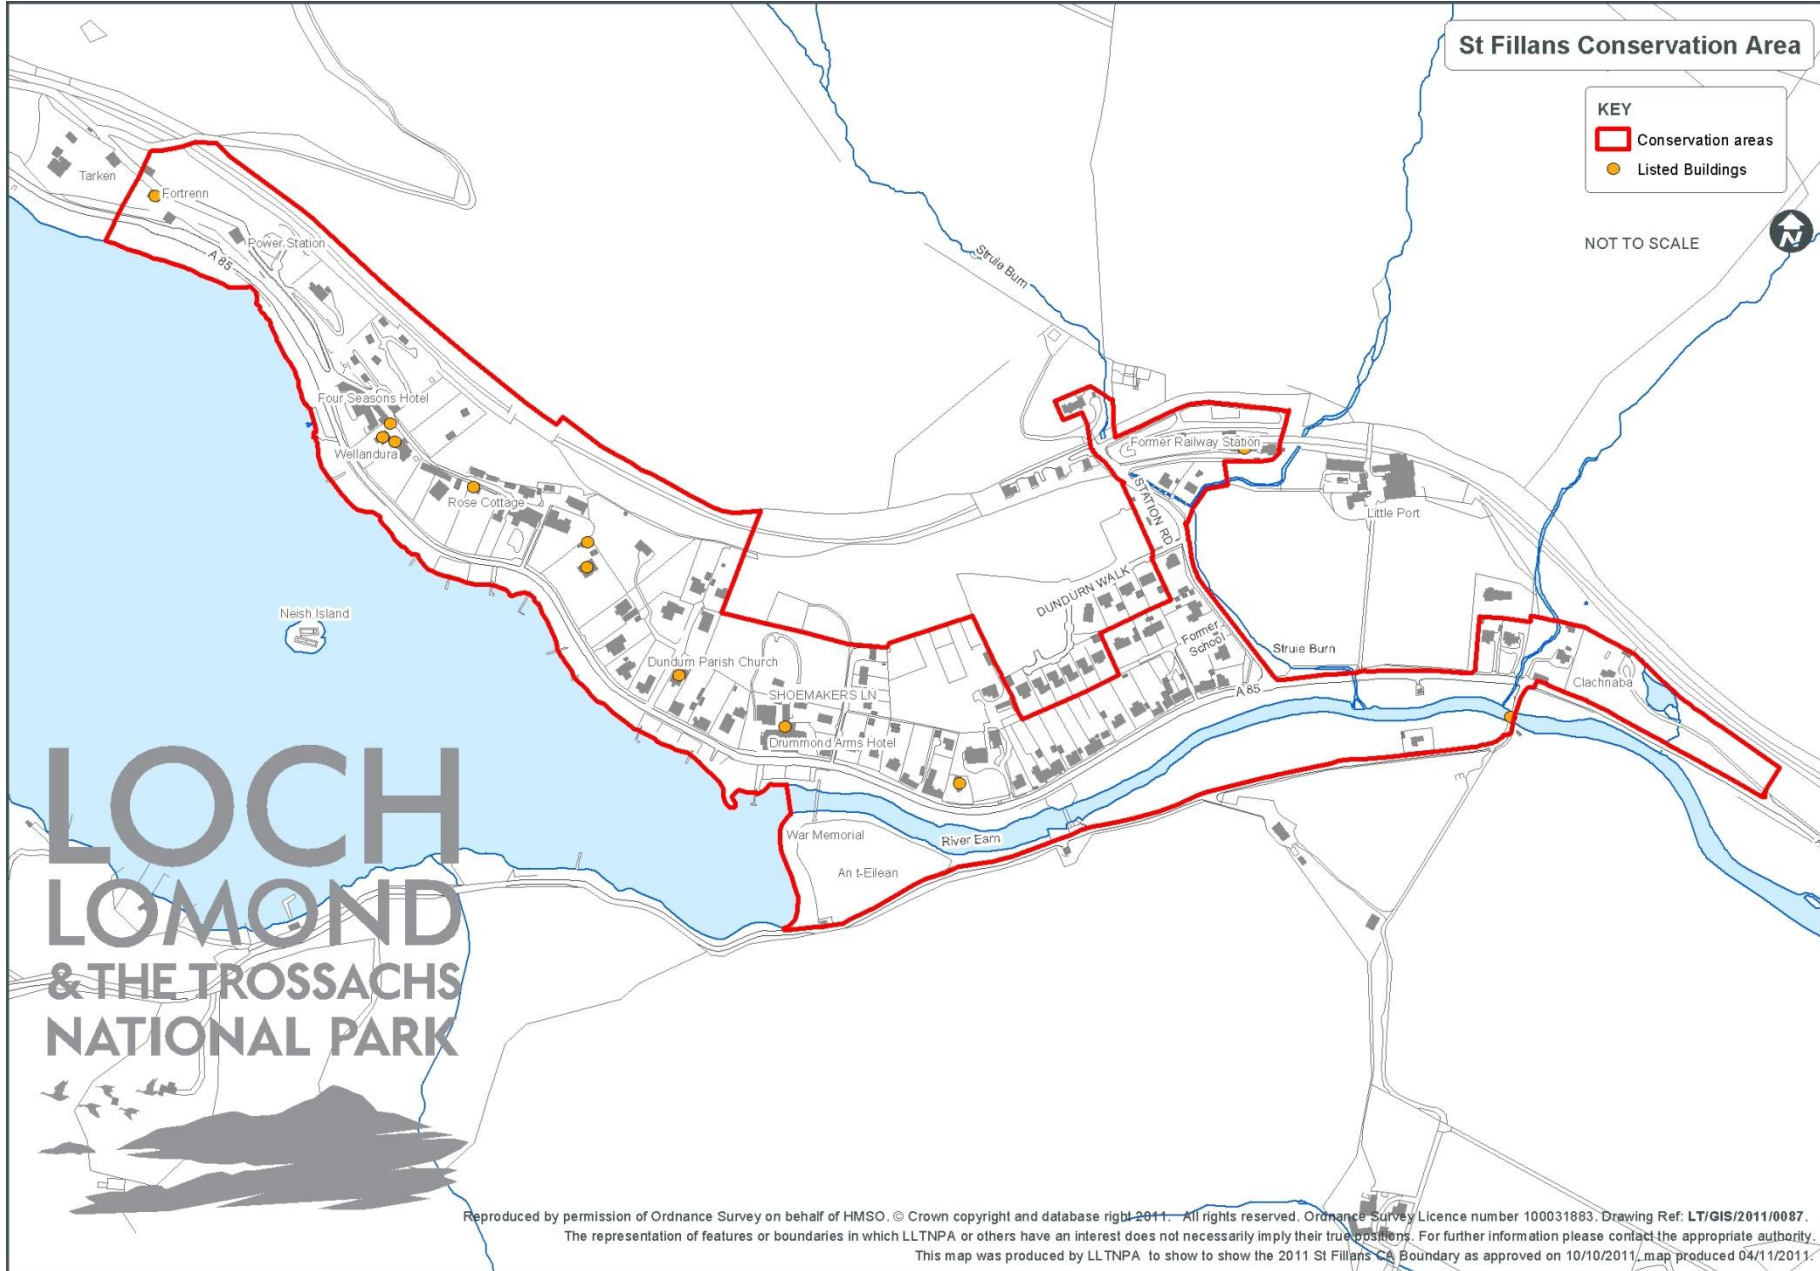 St Fillans Conservation Area
KEY
Conservation areas
Listed Buildings
NOT TO SCALE
N
Tarken
Fortrenn
Power Station
A 85
Struie Burn
Four Seasons Hotel
Wellandura
Rose Cottage
Former Railway Station
STATION RD
Little Port
DUNDURN WALK
Neish Island
Former
School
Struie Burn
Dundurn Parish Church
SHOEMAKERS LN
A 85
Clachnaba
Drummond Arms Hotel
War Memorial
River Earn
An t-Eilean
LOCH
LOMOND
& THE TROSSACHS
NATIONAL PARK
Reproduced by permission of Ordnance Survey on behalf of HMSO. © Crown copyright and database right 2011. All rights reserved. Ordnance Survey Licence number 100031883. Drawing Ref: LT/GIS/2011/0087.
The representation of features or boundaries in which LLTNPA or others have an interest does not necessarily imply their true positions. For further information please contact the appropriate authority.
This map was produced by LLTNPA to show to show the 2011 St Fillans CA Boundary as approved on 10/10/2011, map produced 04/11/2011.